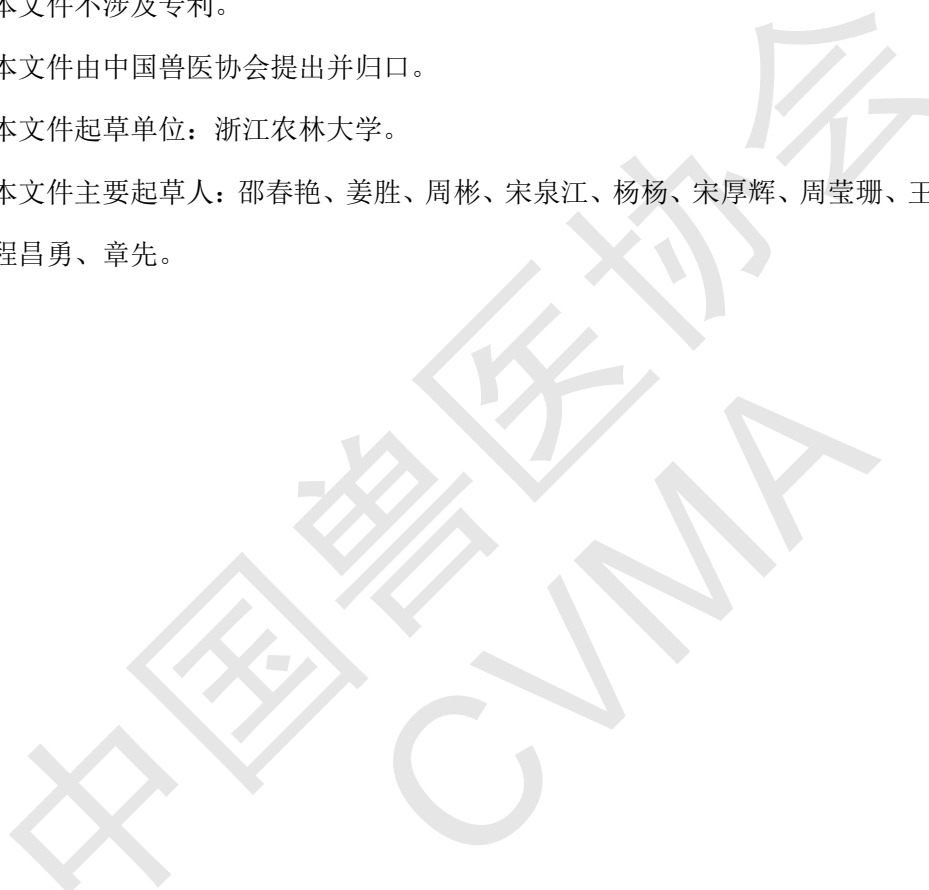 本文件不涉及专利。
本文件由中国兽医协会提出并归口。
本文件起草单位：浙江农林大学。
本文件主要起草人：邵春艳、姜胜、周彬、宋泉江、杨杨、宋厚辉、周莹珊、王
程昌勇、章先。
中国兽医协会
CVMA